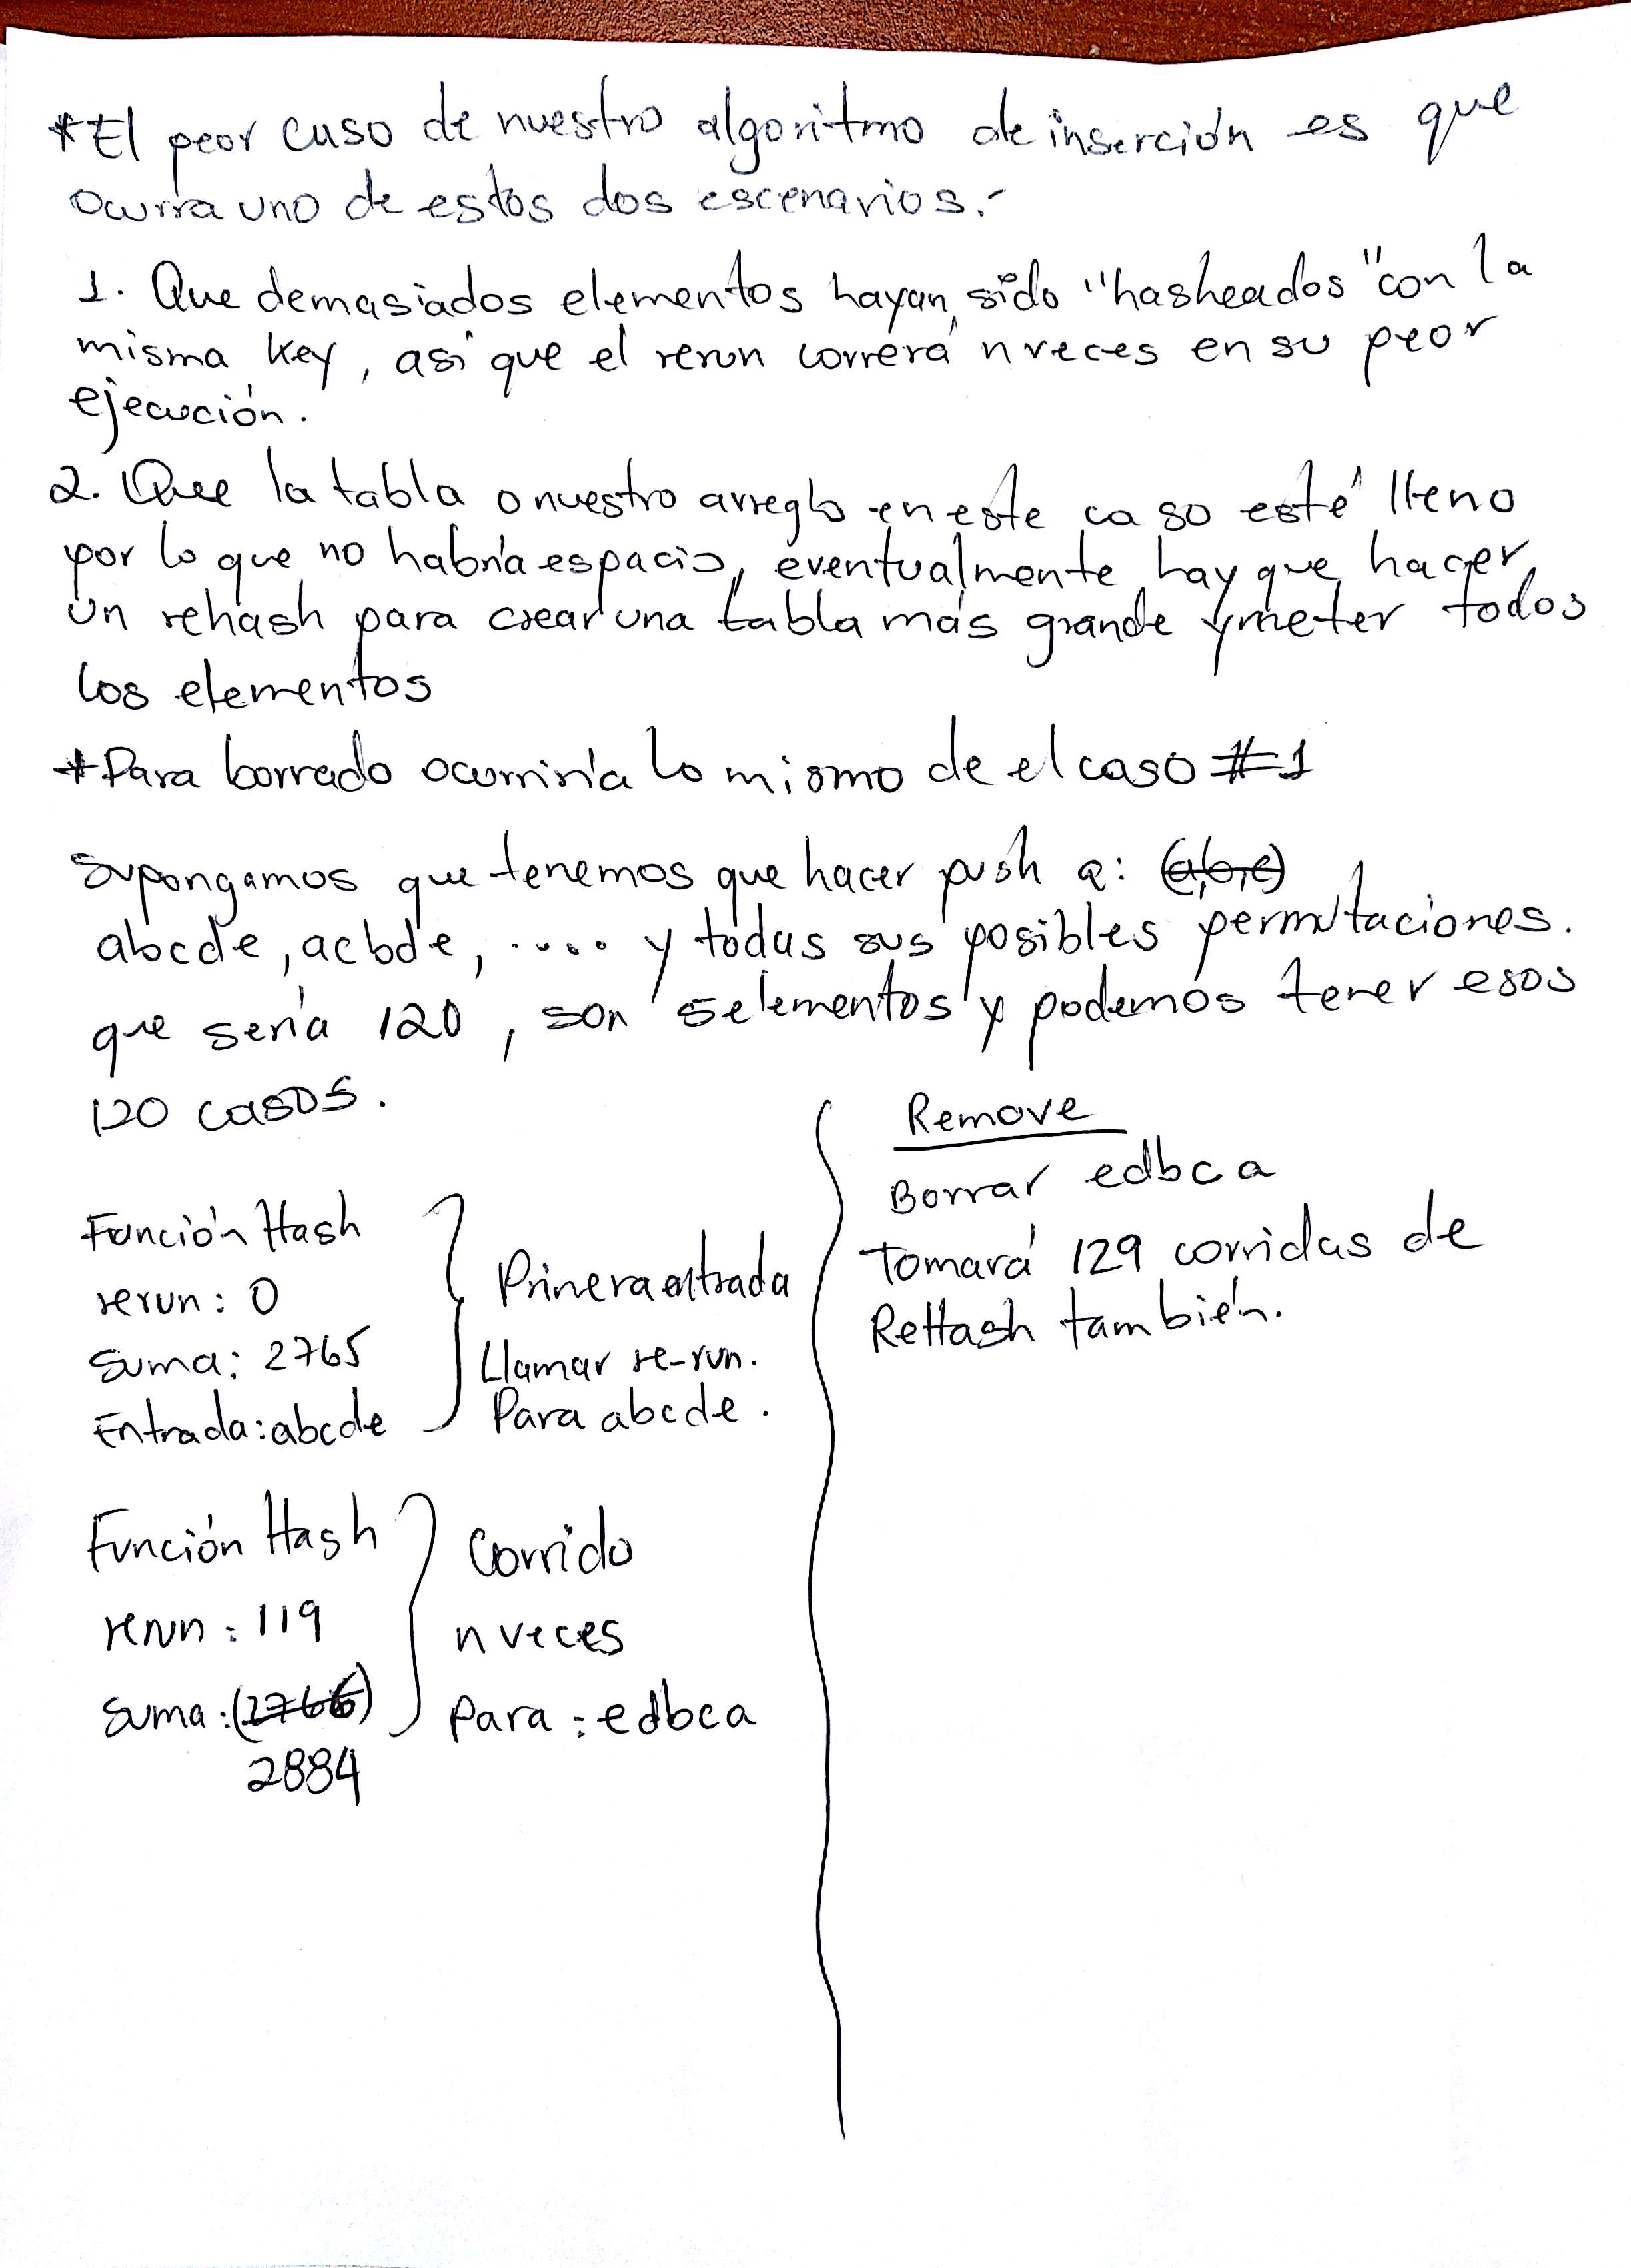 *El peor caso de nuestro algoritmo de inserción es que
ocurra uno de estos dos escenarios.-
1. Que demasiados elementos hayan sido "hasheados" con la
misma key, así que el rerun correrá n veces en su peor
ejecución.
2. Que la tabla o nuestro arreglo en este caso esté lleno
por lo que no habría espacio, eventualmente hay que hacer
un rehash para crear una tabla más grande y meter todos
los elementos
*Para borrado ocurriría lo mismo de el caso #1
Supongamos que tenemos que hacer push a: (a,b,c)
abcde, acbde, ..... y todas sus posibles permutaciones.
que sería 120, son 5 elementos y podemos tener esos
120 casos.
Función Hash
rerun: 0
Suma: 2765
Entrada: abcde
Primera entrada
Llamar re-run.
Para abcde.
Función Hash
rerun: 119
Suma: (2766)
2884
Corrido
n veces
Para: edbca
Remove
Borrar edbca
Tomará 129 corridas de
ReHash también.